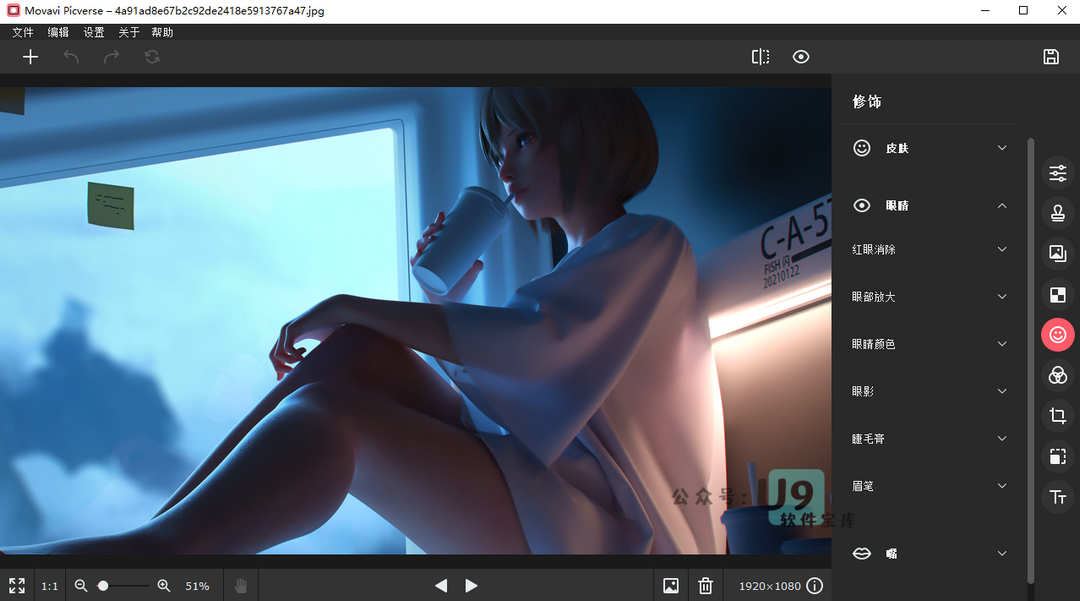 Movavi Picverse – 4a91ad8e67b2c92de2418e5913767a47.jpg
文件 编辑 设置 关于 帮助
修饰
皮肤
眼睛
红眼消除
眼部放大
眼睛颜色
眼影
睫毛膏
眉笔
嘴
C-A-57
FISH 闪
20210122
公众号:U9
软件宝库
1:1
51%
1920×1080